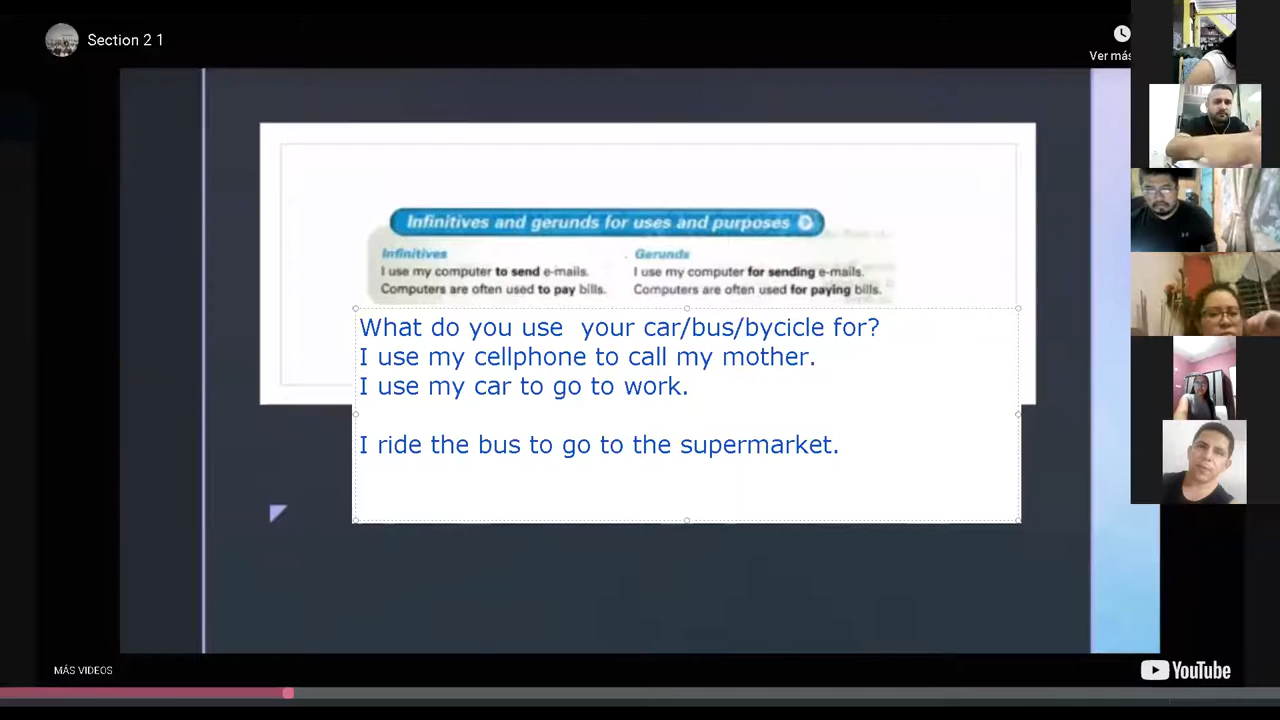 Section 2 1
Ver más
Infinitives and gerunds for uses and purposes
Infinitives
I use my computer to send e-mails.
Computers are often used to pay bills.
Gerunds
I use my computer for sending e-mails.
Computers are often used for paying bills.
What do you use  your car/bus/bycicle for?
I use my cellphone to call my mother.
I use my car to go to work.
I ride the bus to go to the supermarket.
MÁS VIDEOS
YouTube